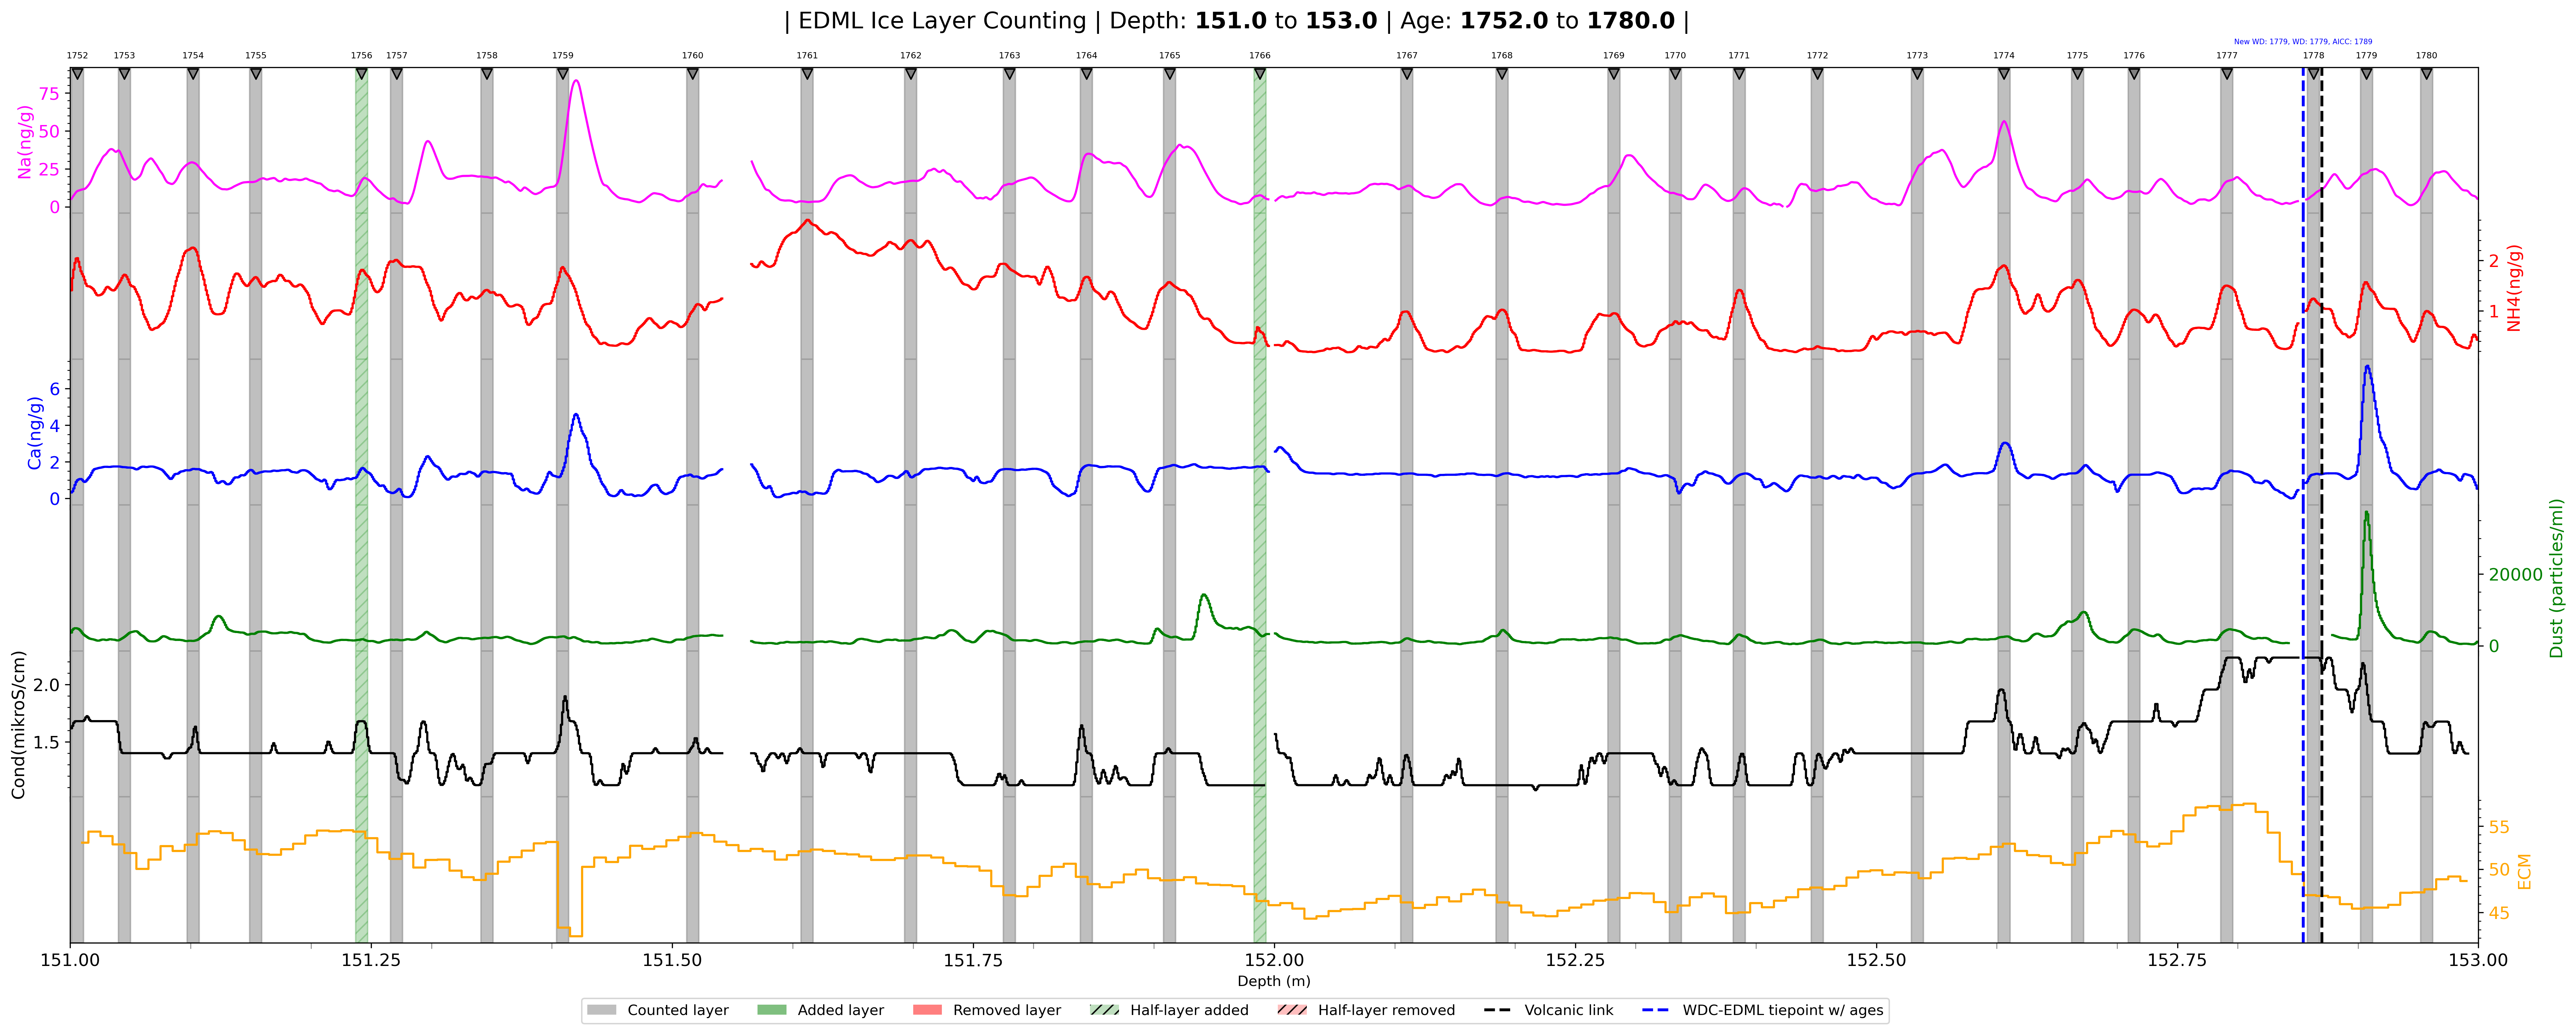 | EDML Ice Layer Counting | Depth: 151.0 to 153.0 | Age: 1752.0 to 1780.0 |
New WD: 1779, WD: 1779, AICC: 1789
1752 1753 1754 1755 1756 1757 1758 1759 1760 1761 1762 1763 1764 1765 1766 1767 1768 1769 1770 1771 1772 1773 1774 1775 1776 1777 1778 1779 1780
Na(ng/g)
75
50
25
0
NH4(ng/g)
2
1
Ca(ng/g)
6
4
2
0
Dust (particles/ml)
20000
0
Cond(mikroS/cm)
2.0
1.5
ECM
55
50
45
151.00 151.25 151.50 151.75 152.00 152.25 152.50 152.75 153.00
Depth (m)
Counted layer Added layer Removed layer Half-layer added Half-layer removed Volcanic link WDC-EDML tiepoint w/ ages